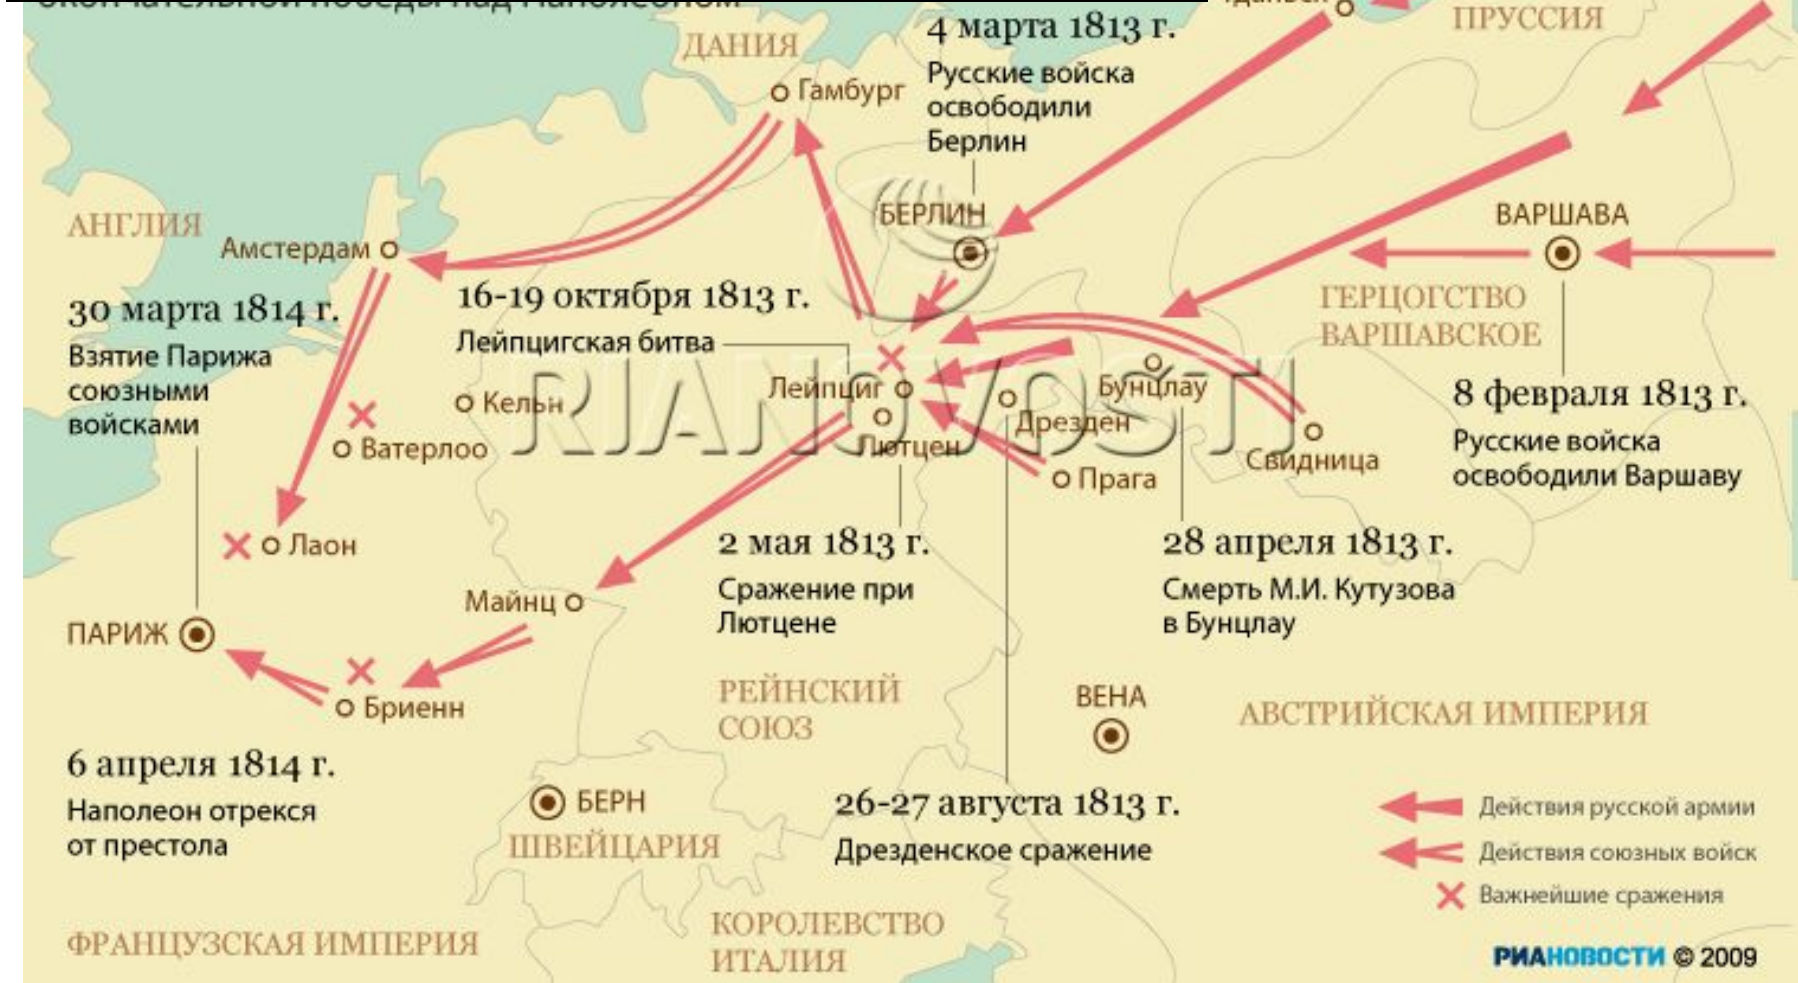 ДАНИЯ
4 марта 1813 г.
Русские войска
освободили
Берлин
ПРУССИЯ
Гамбург
АНГЛИЯ
Амстердам
БЕРЛИН
ВАРШАВА
30 марта 1814 г.
Взятие Парижа
союзными
войсками
16-19 октября 1813 г.
Лейпцигская битва
ГЕРЦОГСТВО
ВАРШАВСКОЕ
Кельн
Ватерлоо
Лейпциг
Лютцен
Дрезден
Бунцлау
Свидница
Прага
RIANOVOSTI
8 февраля 1813 г.
Русские войска
освободили Варшаву
Лаон
Майнц
2 мая 1813 г.
Сражение при
Лютцене
28 апреля 1813 г.
Смерть М.И. Кутузова
в Бунцлау
ПАРИЖ
Бриенн
РЕЙНСКИЙ
СОЮЗ
ВЕНА
АВСТРИЙСКАЯ ИМПЕРИЯ
6 апреля 1814 г.
Наполеон отрекся
от престола
БЕРН
ШВЕЙЦАРИЯ
26-27 августа 1813 г.
Дрезденское сражение
Действия русской армии
Действия союзных войск
Важнейшие сражения
ФРАНЦУЗСКАЯ ИМПЕРИЯ
КОРОЛЕВСТВО
ИТАЛИЯ
РИАНОВОСТИ © 2009